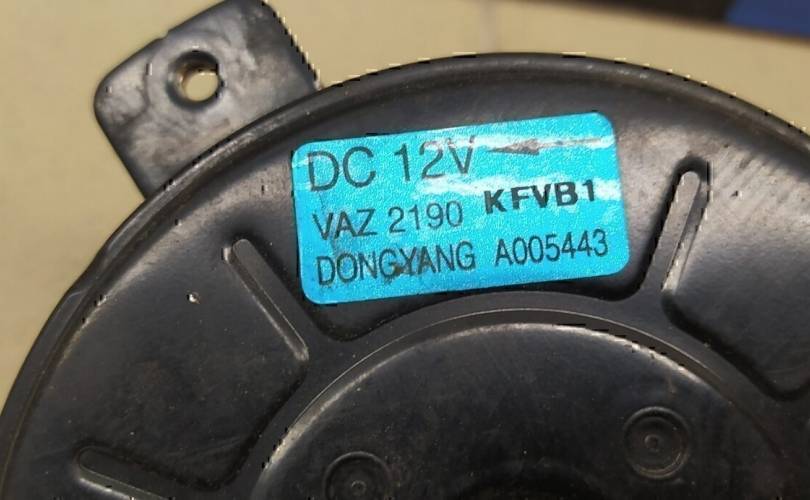 DC 12V
VAZ 2190 KFVB1
DONGYANG A005443